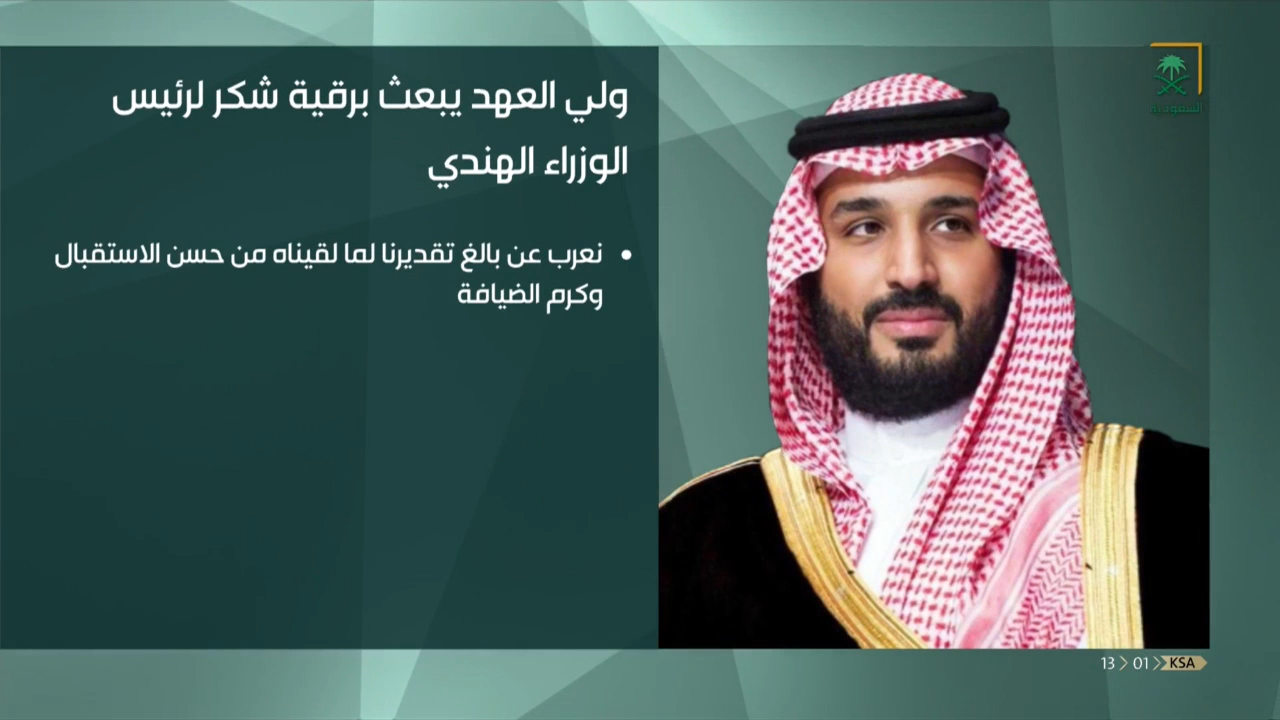 ولي العهد يبعث برقية شكر لرئيس
الوزراء الهندي
• نعرب عن بالغ تقديرنا لما لقيناه من حسن الاستقبال
وكرم الضيافة
السعودية
13 > 01 >> KSA